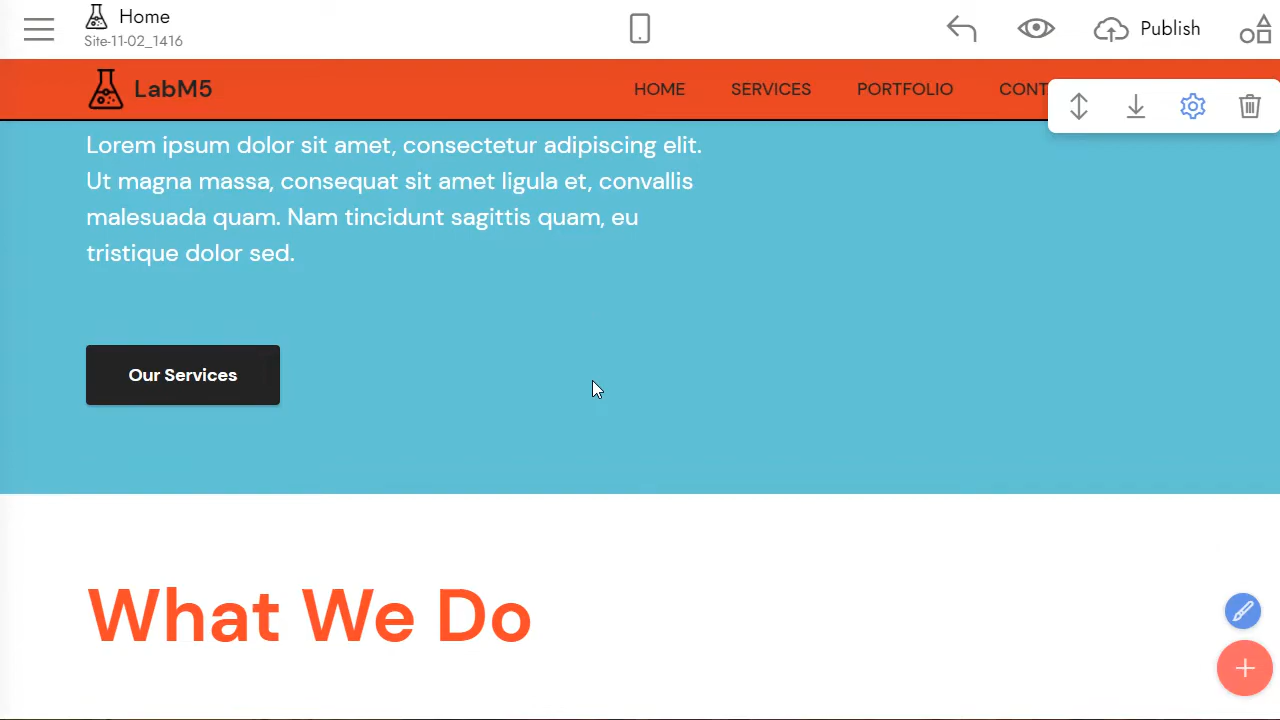 Home
Site-11-02_1416
Publish
LabM5
HOME SERVICES PORTFOLIO CONT
Lorem ipsum dolor sit amet, consectetur adipiscing elit.
Ut magna massa, consequat sit amet ligula et, convallis
malesuada quam. Nam tincidunt sagittis quam, eu
tristique dolor sed.
Our Services
What We Do